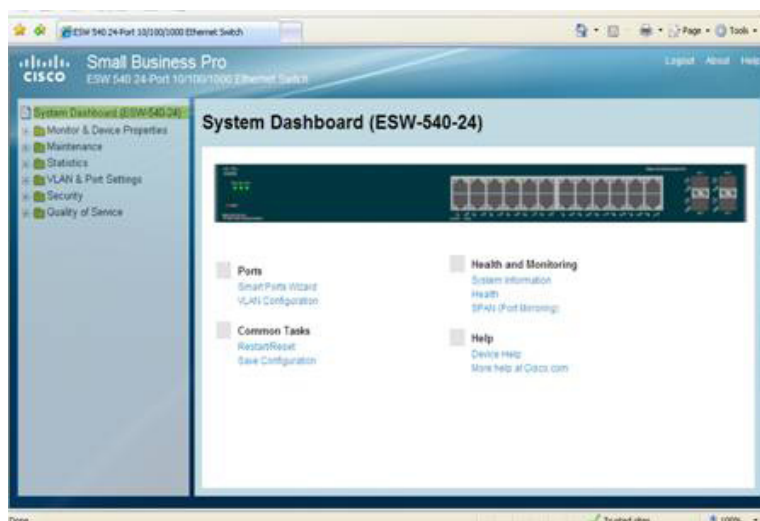 ESW 540 24-Port 10/100/1000 Ethernet Switch
Page
Tools
CISCO
Small Business Pro
ESW 540 24-Port 10/100/1000 Ethernet Switch
Logout About Help
System Dashboard (ESW-540-24)
Monitor & Device Properties
Maintenance
Statistics
VLAN & Port Settings
Security
Quality of Service
System Dashboard (ESW-540-24)
Ports
Smart Ports Wizard
VLAN Configuration
Common Tasks
Restart/Reset
Save Configuration
Health and Monitoring
System Information
Health
SPAN (Port Mirroring)
Help
Device Help
More help at Cisco.com
Done
Trusted sites
100%